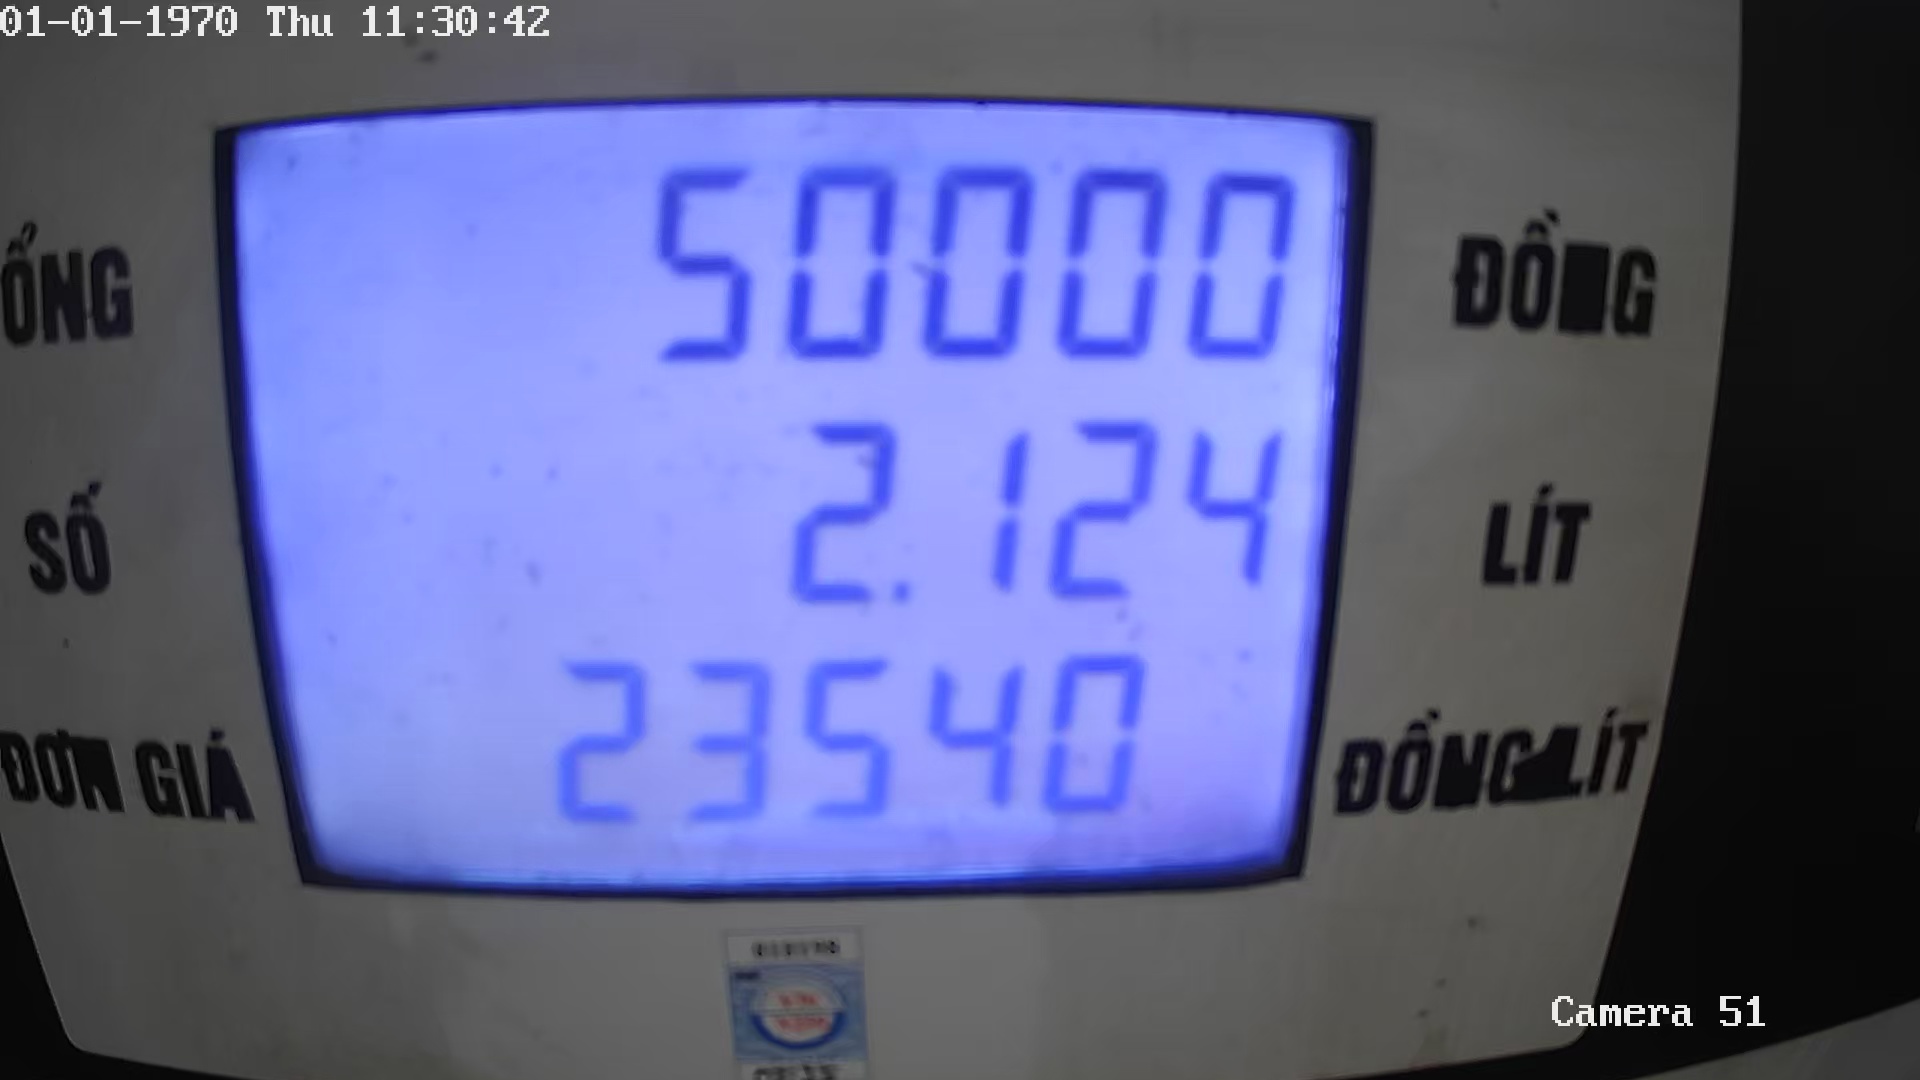 01-01-1970 Thu 11:30:42
ỔNG 50000 ĐỒNG
SỐ 2.124 LÍT
ĐƠN GIÁ 23540 ĐỒNG/LÍT
Camera 51